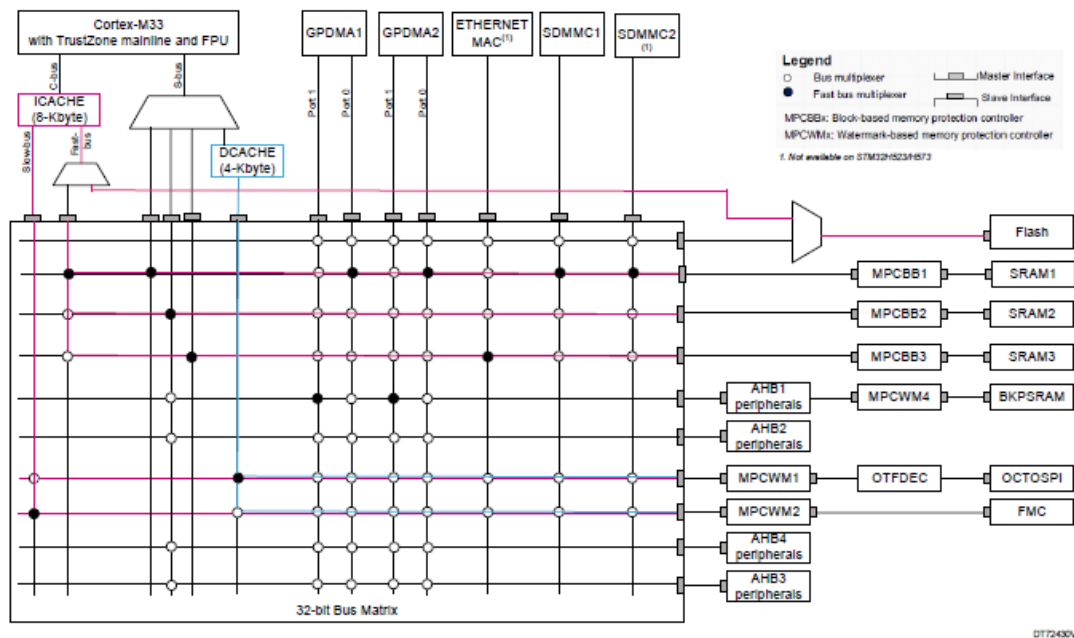 Cortex-M33
with TrustZone mainline and FPU
GPDMA1
GPDMA2
ETHERNET
MAC(1)
SDMMC1
SDMMC2
(1)
C-bus
S-bus
Port 1
Port 0
Port 1
Port 0
Legend
Bus multiplexer
Master Interface
Fast bus multiplexer
Slave Interface
MPCBBx: Block-based memory protection controller
MPCWMx: Watermark-based memory protection controller
1. Not available on STM32H523/H573
ICACHE
(8-Kbyte)
Slow-bus
Fast-
bus
DCACHE
(4-Kbyte)
Flash
MPCBB1
SRAM1
MPCBB2
SRAM2
MPCBB3
SRAM3
AHB1
peripherals
MPCWM4
BKPSRAM
AHB2
peripherals
MPCWM1
OTFDEC
OCTOSPI
MPCWM2
FMC
AHB4
peripherals
AHB3
peripherals
32-bit Bus Matrix